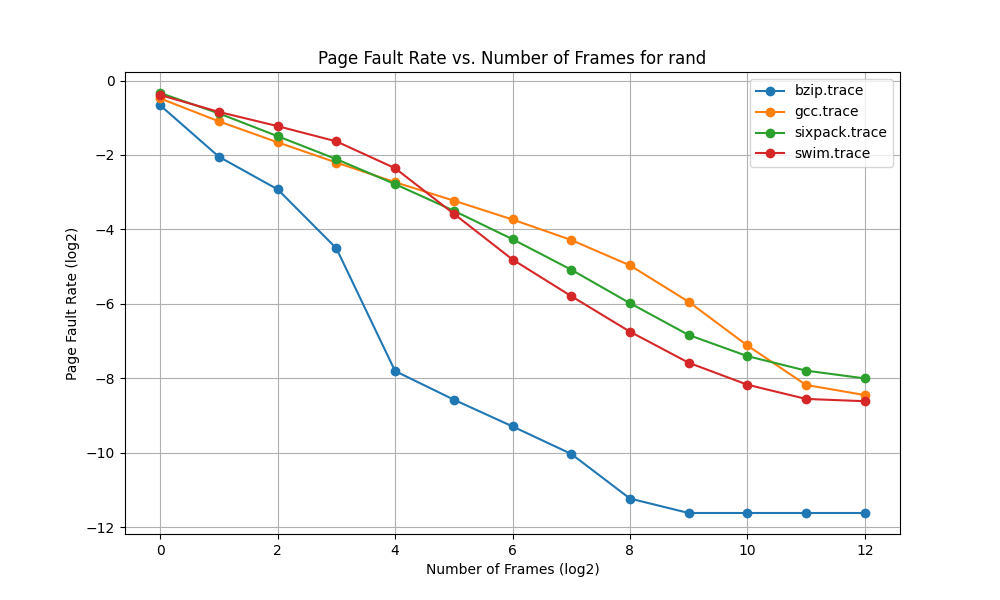 Page Fault Rate vs. Number of Frames for rand
Page Fault Rate (log2)
0
−2
−4
−6
−8
−10
−12
bzip.trace
gcc.trace
sixpack.trace
swim.trace
0 2 4 6 8 10 12
Number of Frames (log2)